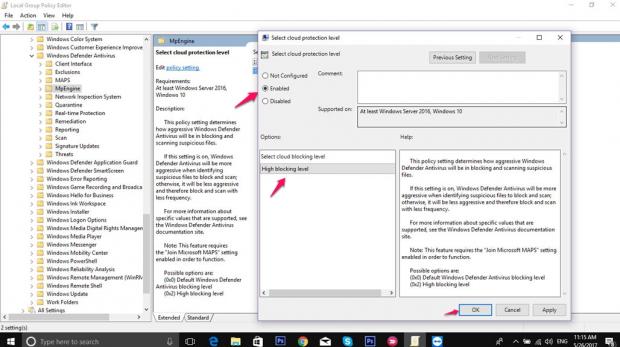 Local Group Policy Editor
File Action View Help
Windows Color System
Windows Customer Experience Improve
Windows Defender Antivirus
Client Interface
Exclusions
MAPS
MpEngine
Network Inspection System
Quarantine
Real-time Protection
Remediation
Reporting
Scan
Signature Updates
Threats
Windows Defender Application Guard
Windows Defender SmartScreen
Windows Error Reporting
Windows Game Recording and Broadca
Windows Hello for Business
Windows Ink Workspace
Windows Installer
Windows Logon Options
Windows Media Digital Rights Managem
Windows Media Player
Windows Messenger
Windows Mobility Center
Windows PowerShell
Windows Reliability Analysis
Windows Remote Management (WinRM
Windows Remote Shell
Windows Update
Work Folders
All Settings
2 setting(s)
MpEngine
Select cloud protection level
Edit policy setting.
Requirements:
At least Windows Server 2016,
Windows 10
Description:
This policy setting determines
how aggressive Windows
Defender Antivirus will be in
blocking and scanning suspicious
files.
If this setting is on, Windows
Defender Antivirus will be more
aggressive when identifying
suspicious files to block and scan;
otherwise, it will be less aggressive
and therefore block and scan with
less frequency.
For more information about
specific values that are supported,
see the Windows Defender
Antivirus documentation site.
Note: This feature requires the
"Join Microsoft MAPS" setting
enabled in order to function.
Possible options are:
(0x0) Default Windows Defender
Antivirus blocking level
(0x2) High blocking level
Extended Standard
Select cloud protection level
Select cloud protection level
Previous Setting
Next Setting
Not Configured
Enabled
Disabled
Comment:
Supported on:
At least Windows Server 2016, Windows 10
Options:
Help:
Select cloud blocking level
High blocking level
This policy setting determines how aggressive Windows
Defender Antivirus will be in blocking and scanning suspicious
files.
If this setting is on, Windows Defender Antivirus will be more
aggressive when identifying suspicious files to block and scan;
otherwise, it will be less aggressive and therefore block and scan
with less frequency.
For more information about specific values that are supported,
see the Windows Defender Antivirus documentation site.
Note: This feature requires the "Join Microsoft MAPS" setting
enabled in order to function.
Possible options are:
(0x0) Default Windows Defender Antivirus blocking level
(0x2) High blocking level
OK
Cancel
Apply
Type here to search
11:15 AM
5/26/2017